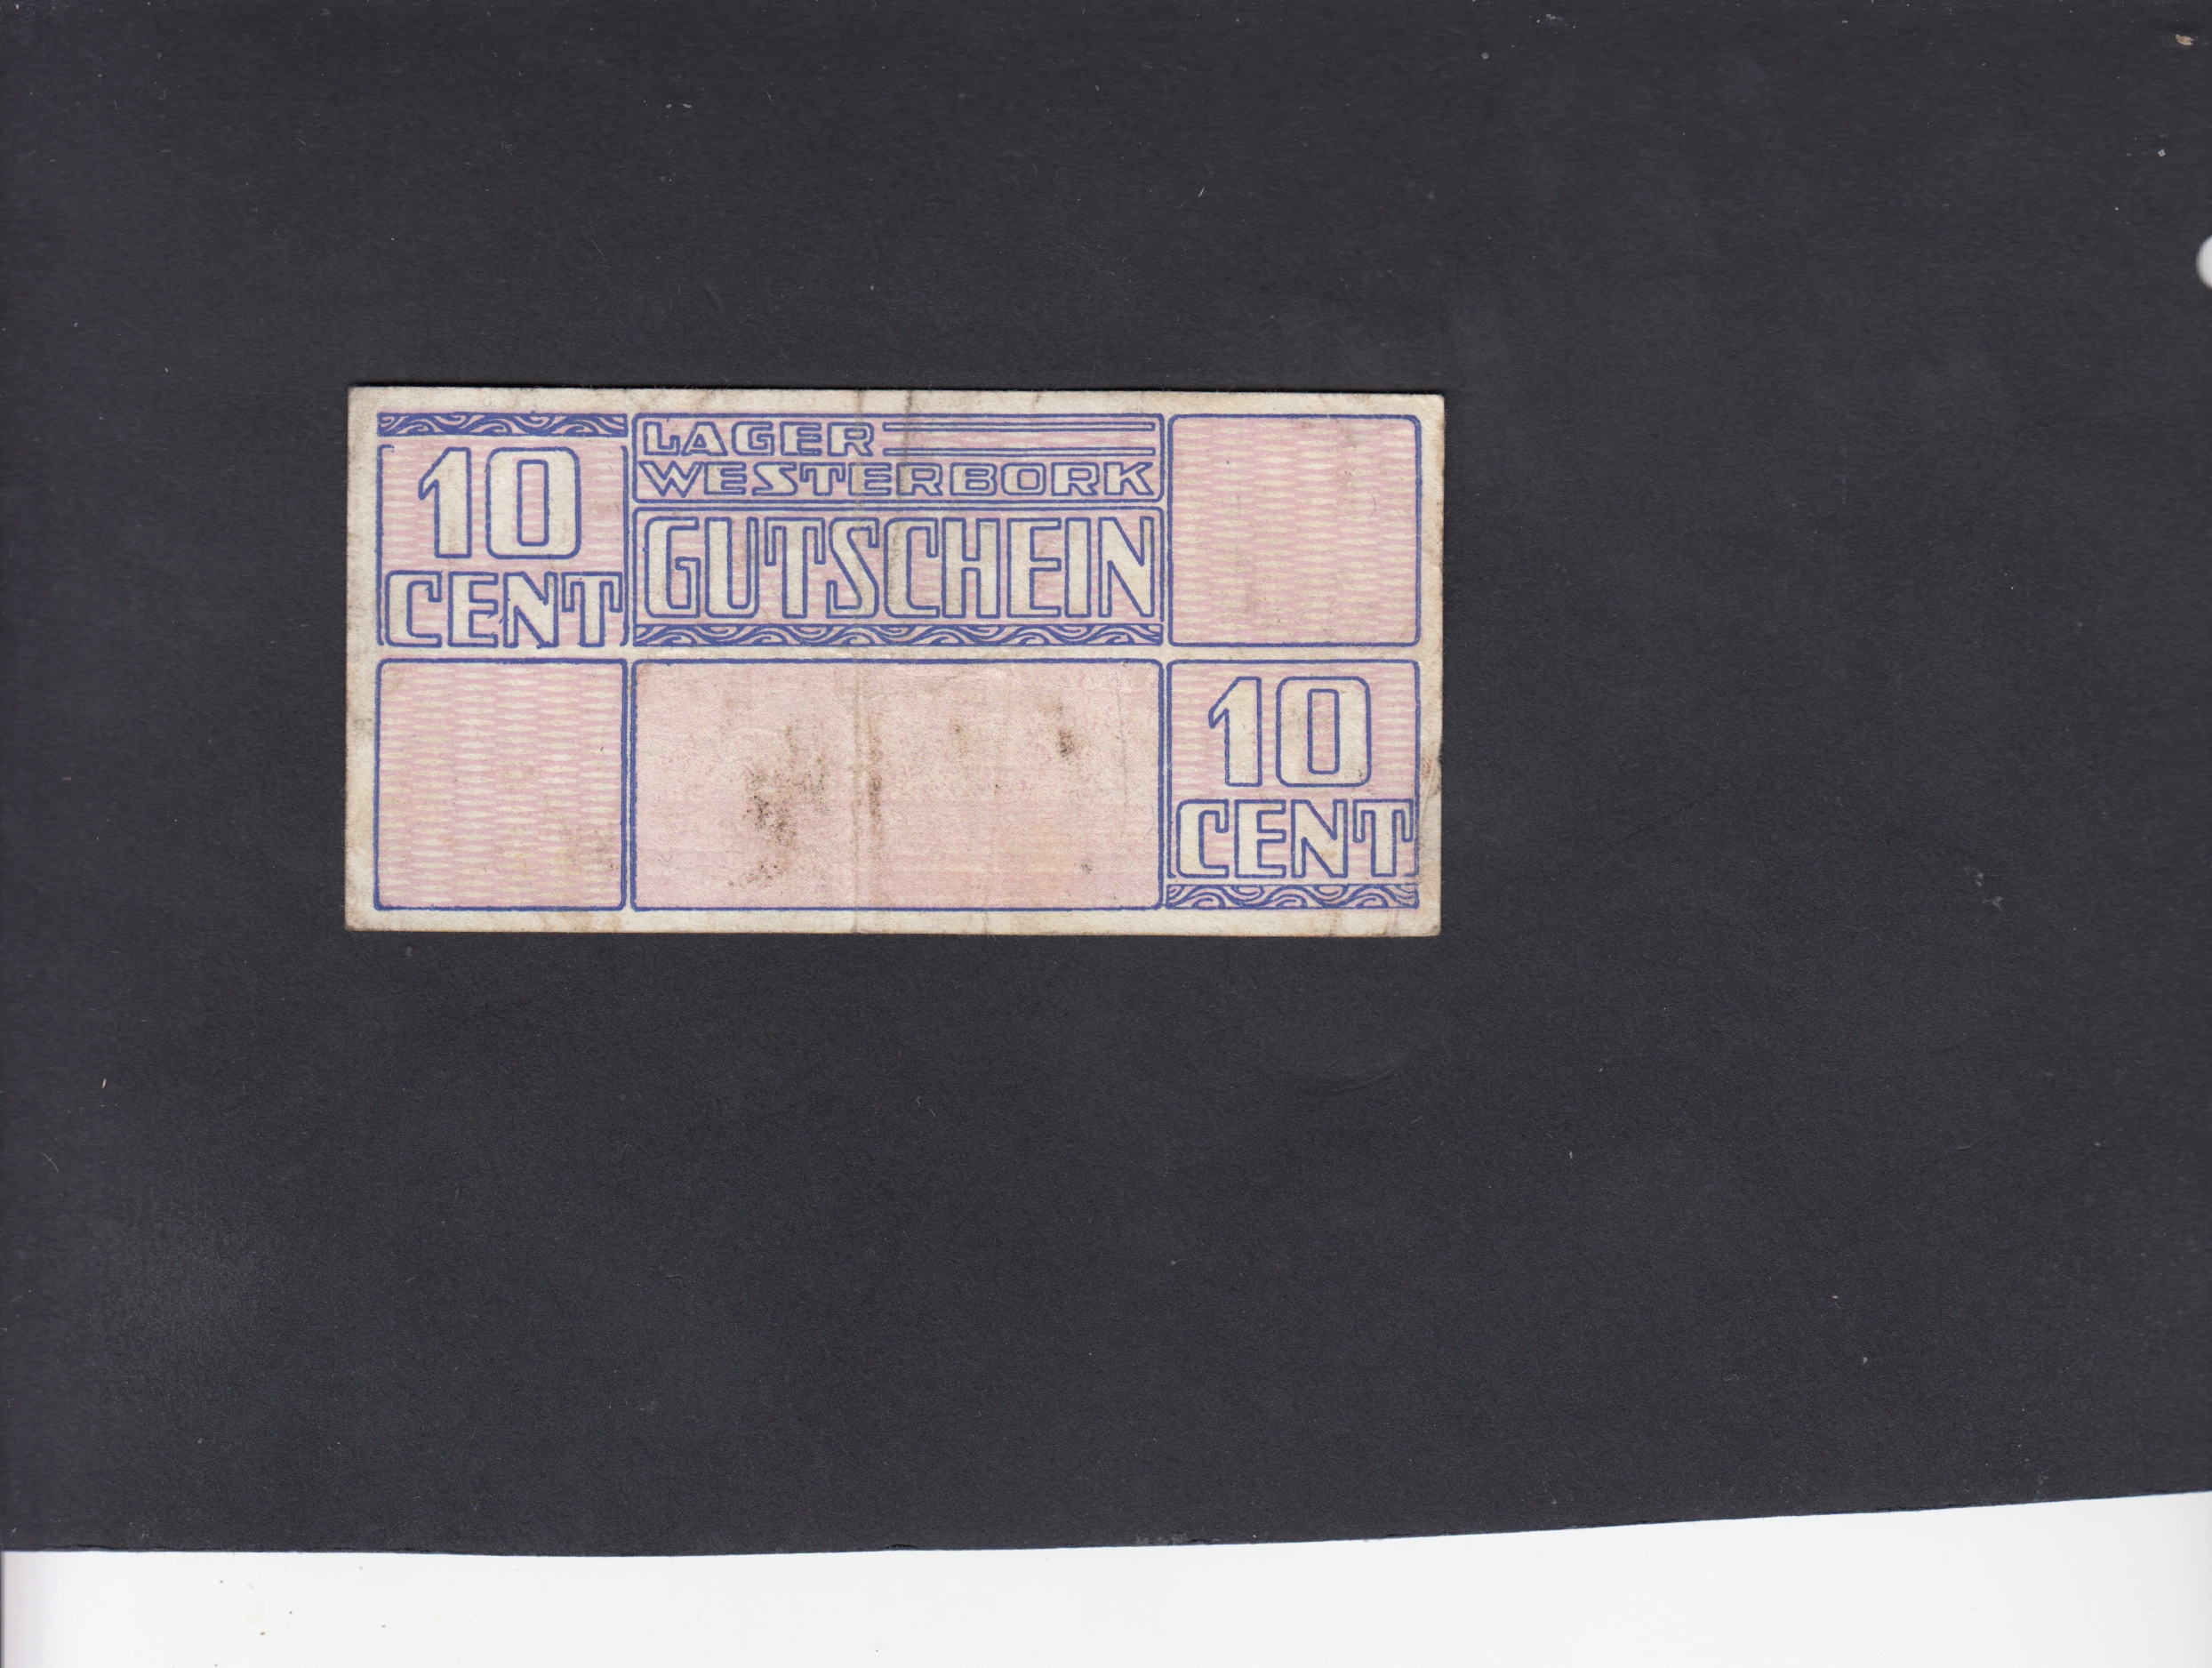 10
CENT
LAGER
WESTERBORK
GUTSCHEIN
10
CENT